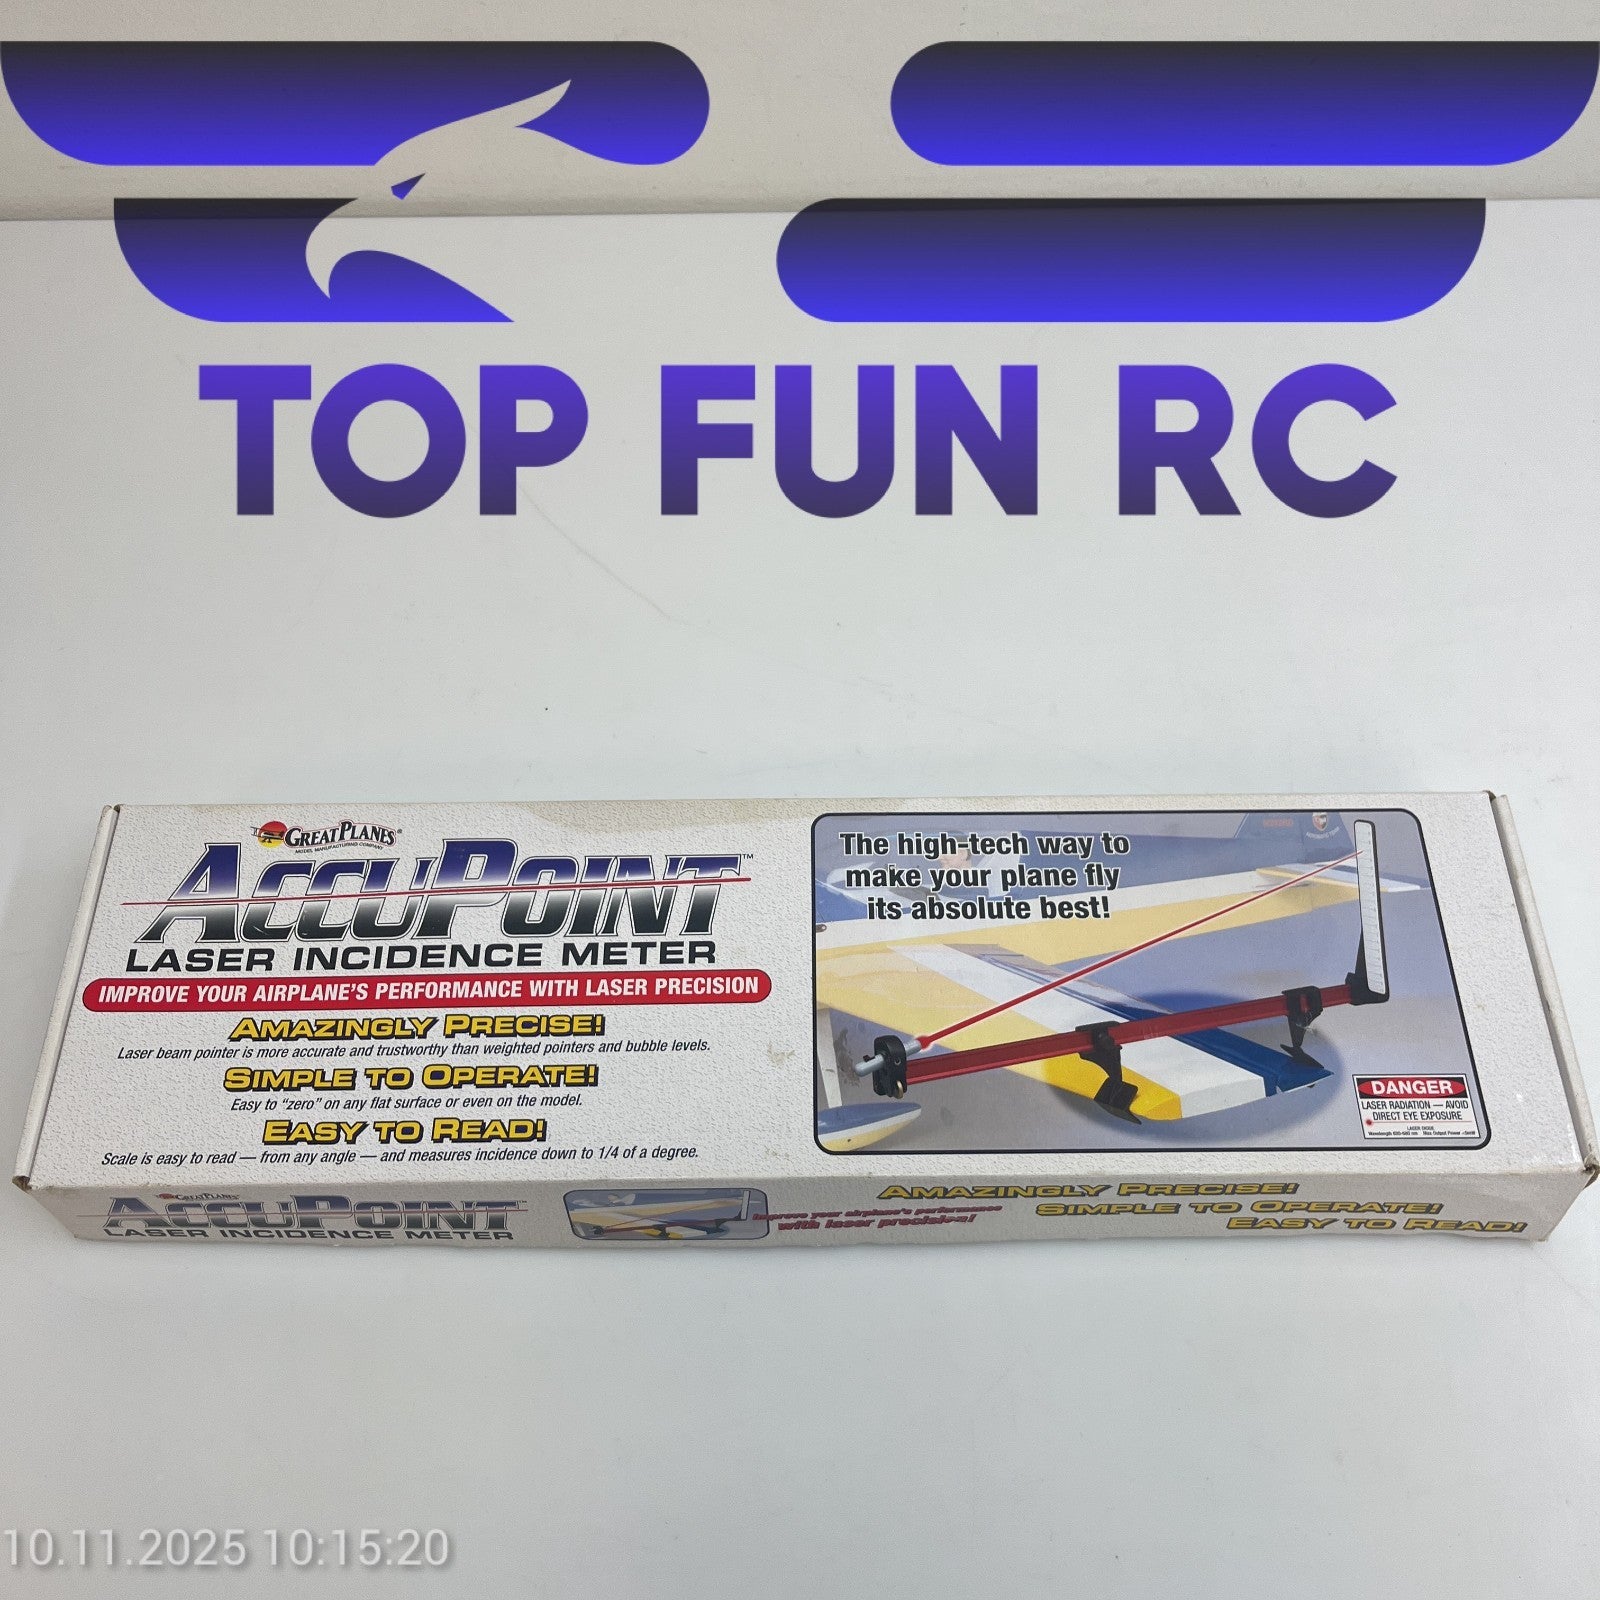 TOP FUN RC
GREAT PLANES®
MODEL MANUFACTURING COMPANY
ACCUPOINT™
LASER INCIDENCE METER
IMPROVE YOUR AIRPLANE'S PERFORMANCE WITH LASER PRECISION
AMAZINGLY PRECISE!
Laser beam pointer is more accurate and trustworthy than weighted pointers and bubble levels.
SIMPLE TO OPERATE!
Easy to "zero" on any flat surface or even on the model.
EASY TO READ!
Scale is easy to read — from any angle — and measures incidence down to 1/4 of a degree.
The high-tech way to
make your plane fly
its absolute best!
DANGER
LASER RADIATION — AVOID
DIRECT EYE EXPOSURE
LASER DIODE
GREAT PLANES
ACCUPOINT
LASER INCIDENCE METER
Improve your airplane's performance
with laser precision!
AMAZINGLY PRECISE!
SIMPLE TO OPERATE!
EASY TO READ!
10.11.2025 10:15:20